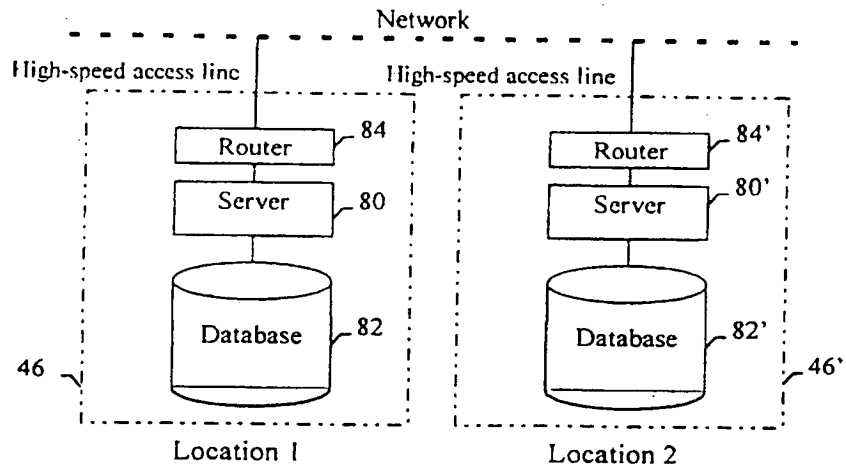 Network
High-speed access line
High-speed access line
Router
84
Router
84'
Server
80
Server
80'
Database
82
Database
82'
46
46'
Location 1
Location 2